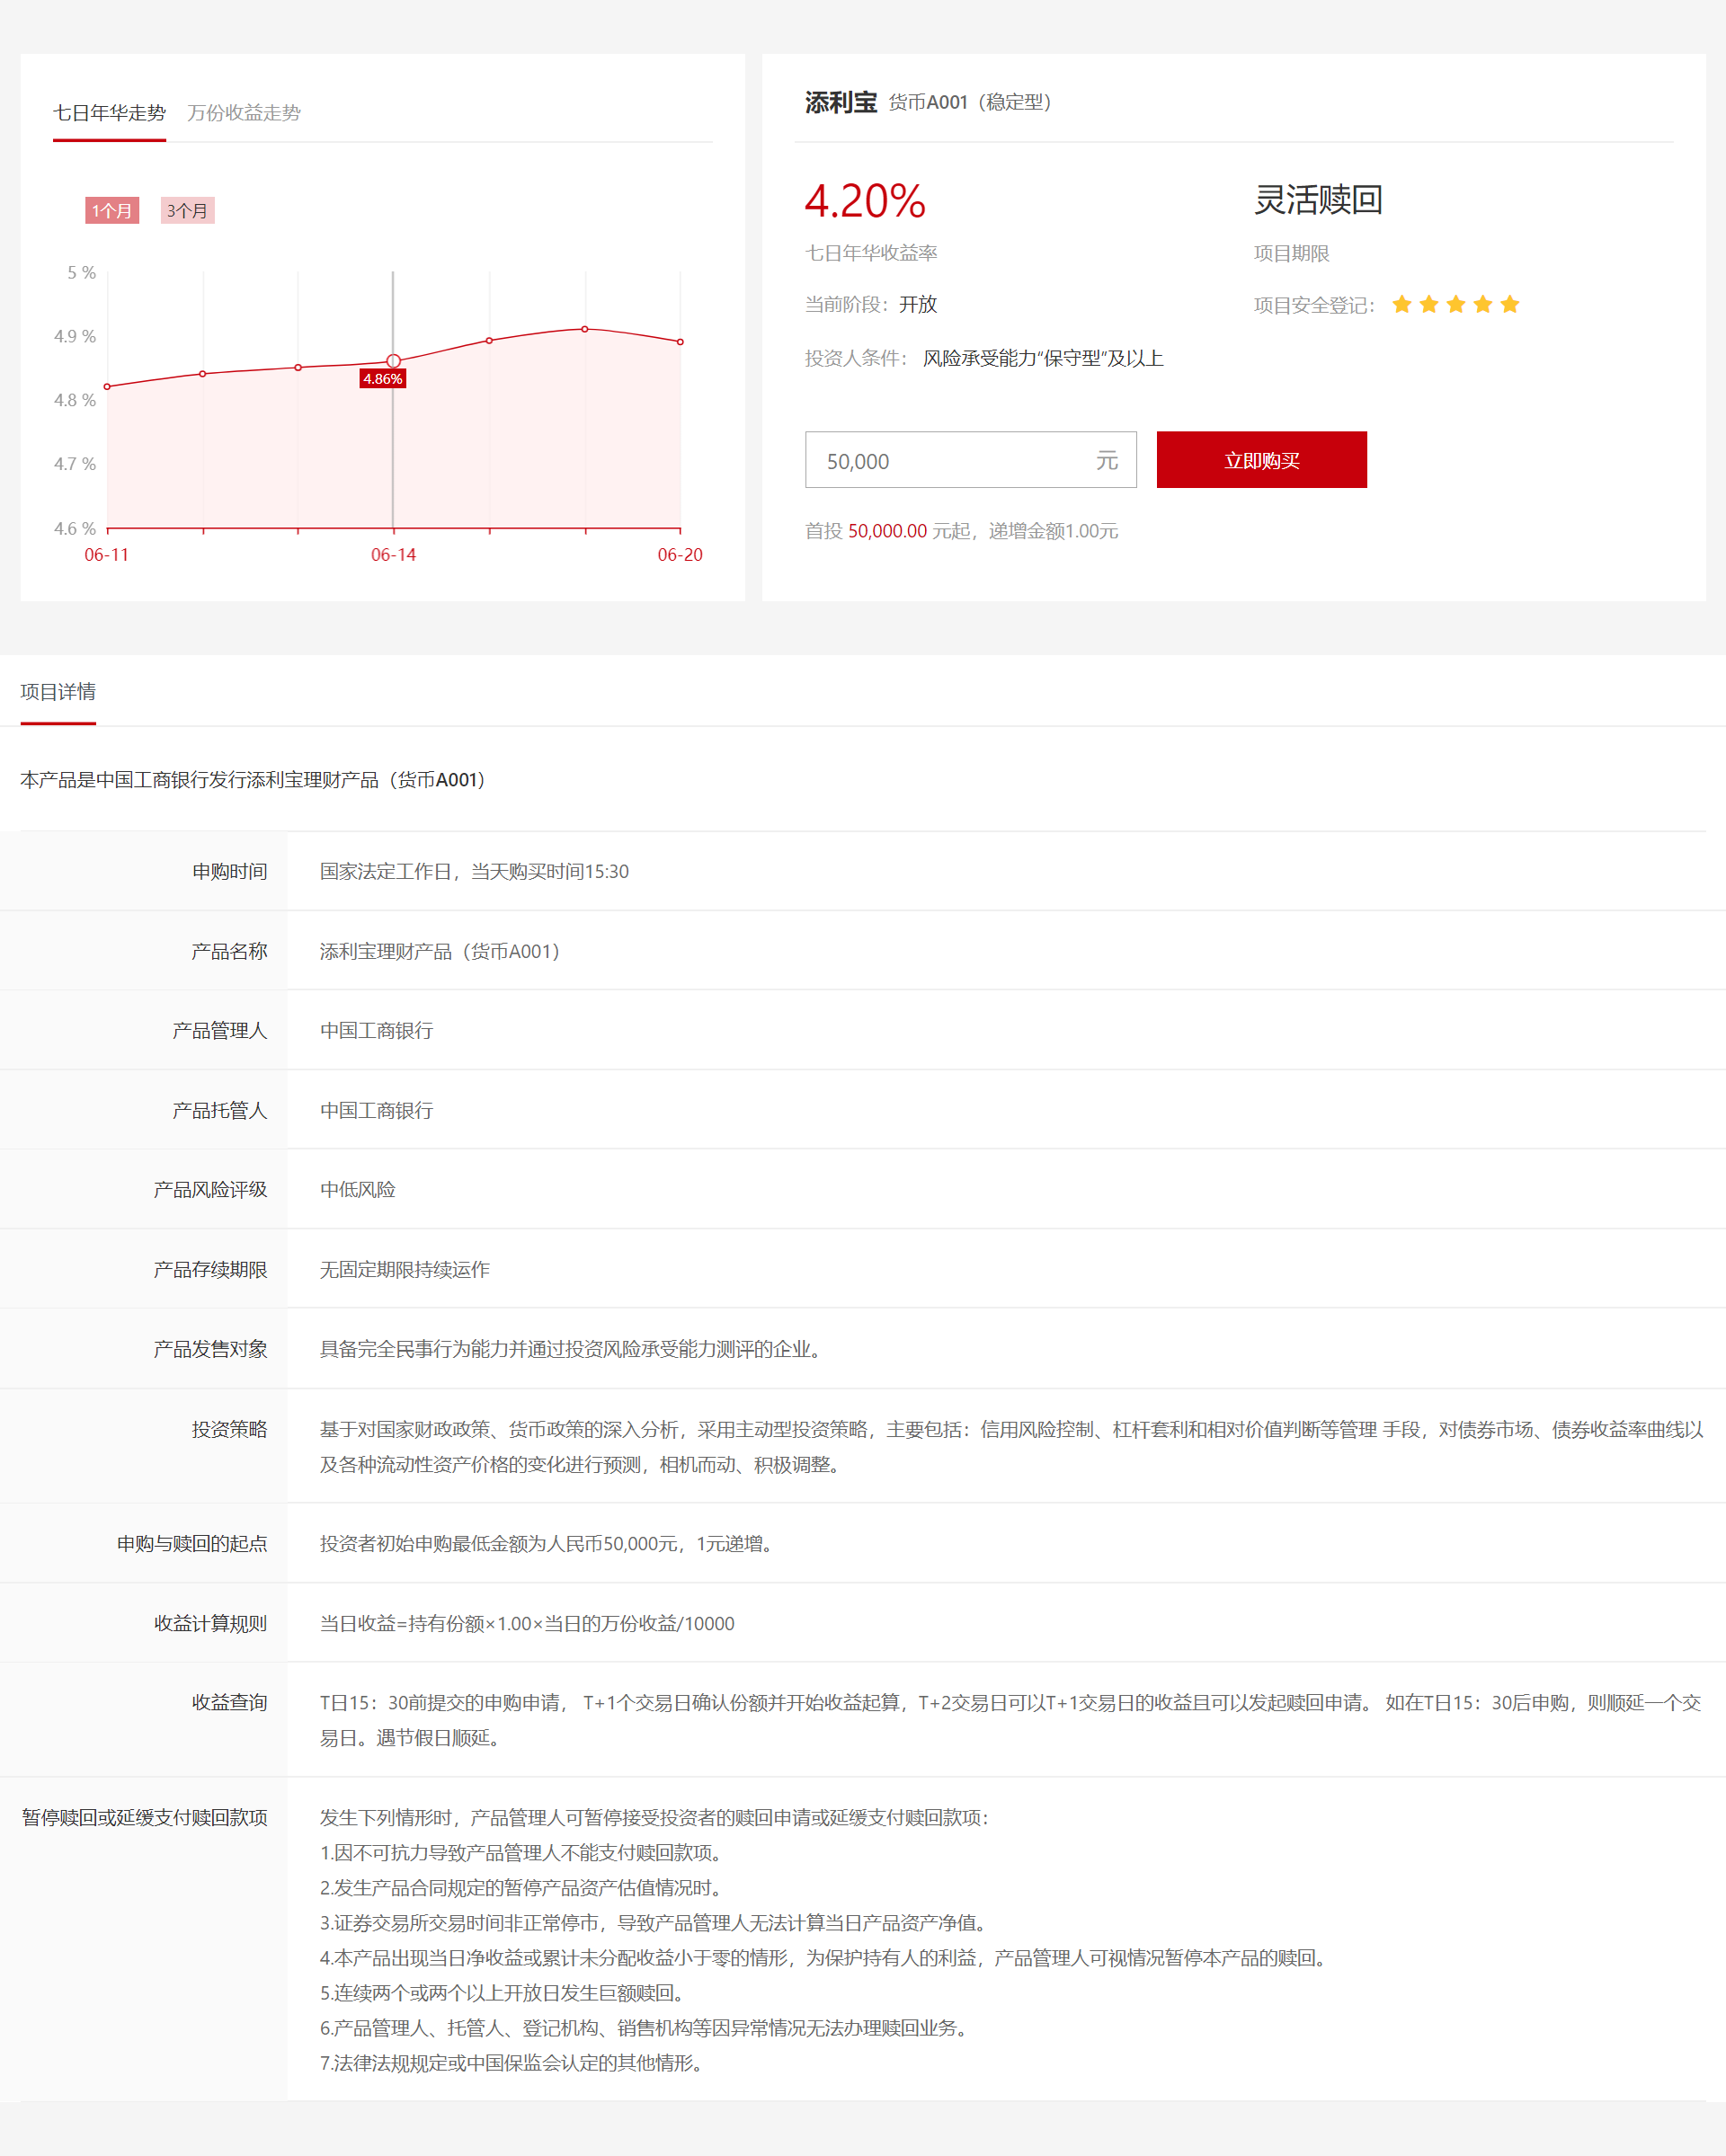 七日年华走势 万份收益走势
1个月 3个月
5 %
4.9 %
4.8 %
4.7 %
4.6 %
4.86%
06-11 06-14 06-20
添利宝 货币A001（稳定型）
4.20%
七日年华收益率
灵活赎回
项目期限
当前阶段：开放
项目安全登记：
投资人条件： 风险承受能力“保守型”及以上
50,000 元
立即购买
首投 50,000.00 元起，递增金额1.00元
项目详情
本产品是中国工商银行发行添利宝理财产品（货币A001）
申购时间 国家法定工作日，当天购买时间15:30
产品名称 添利宝理财产品（货币A001）
产品管理人 中国工商银行
产品托管人 中国工商银行
产品风险评级 中低风险
产品存续期限 无固定期限持续运作
产品发售对象 具备完全民事行为能力并通过投资风险承受能力测评的企业。
投资策略 基于对国家财政政策、货币政策的深入分析，采用主动型投资策略，主要包括：信用风险控制、杠杆套利和相对价值判断等管理 手段，对债券市场、债券收益率曲线以
及各种流动性资产价格的变化进行预测，相机而动、积极调整。
申购与赎回的起点 投资者初始申购最低金额为人民币50,000元，1元递增。
收益计算规则 当日收益=持有份额×1.00×当日的万份收益/10000
收益查询 T日15：30前提交的申购申请， T+1个交易日确认份额并开始收益起算，T+2交易日可以T+1交易日的收益且可以发起赎回申请。 如在T日15：30后申购，则顺延一个交
易日。遇节假日顺延。
暂停赎回或延缓支付赎回款项 发生下列情形时，产品管理人可暂停接受投资者的赎回申请或延缓支付赎回款项：
1.因不可抗力导致产品管理人不能支付赎回款项。
2.发生产品合同规定的暂停产品资产估值情况时。
3.证券交易所交易时间非正常停市，导致产品管理人无法计算当日产品资产净值。
4.本产品出现当日净收益或累计未分配收益小于零的情形，为保护持有人的利益，产品管理人可视情况暂停本产品的赎回。
5.连续两个或两个以上开放日发生巨额赎回。
6.产品管理人、托管人、登记机构、销售机构等因异常情况无法办理赎回业务。
7.法律法规规定或中国保监会认定的其他情形。